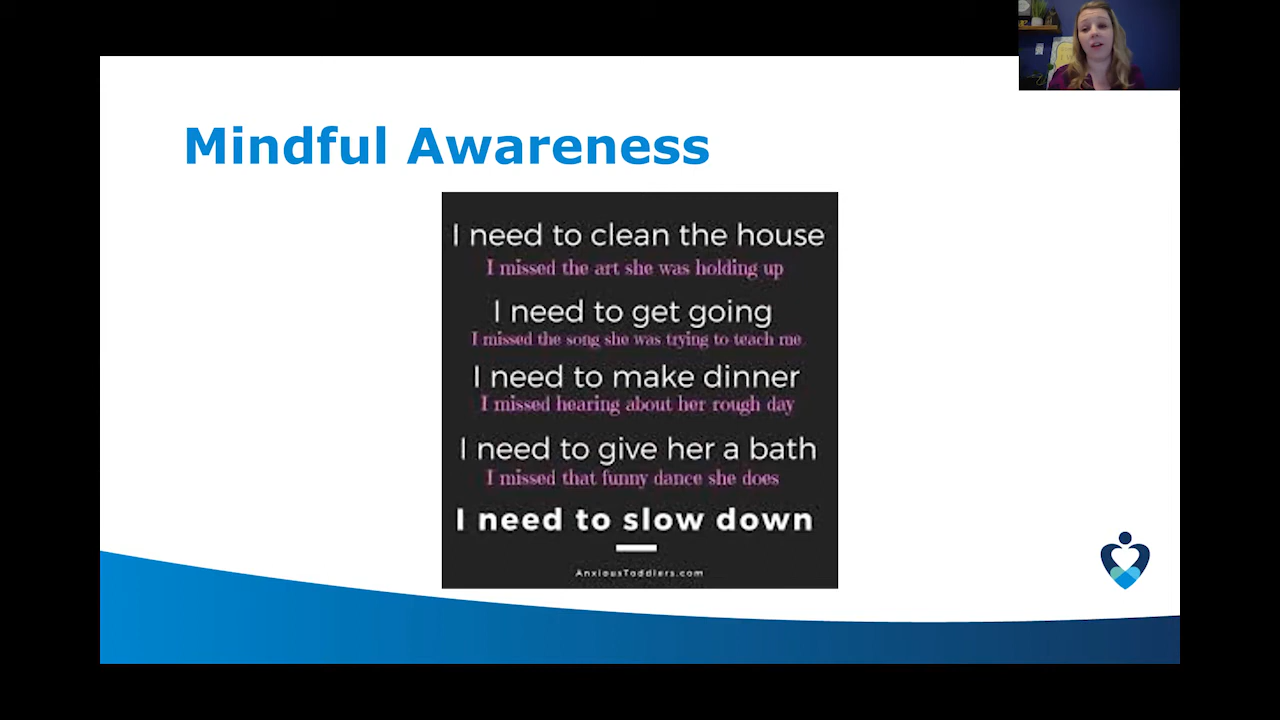 Mindful Awareness
I need to clean the house
I missed the art she was holding up
I need to get going
I missed the song she was trying to teach me
I need to make dinner
I missed hearing about her rough day
I need to give her a bath
I missed that funny dance she does
I need to slow down
AnxiousToddlers.com